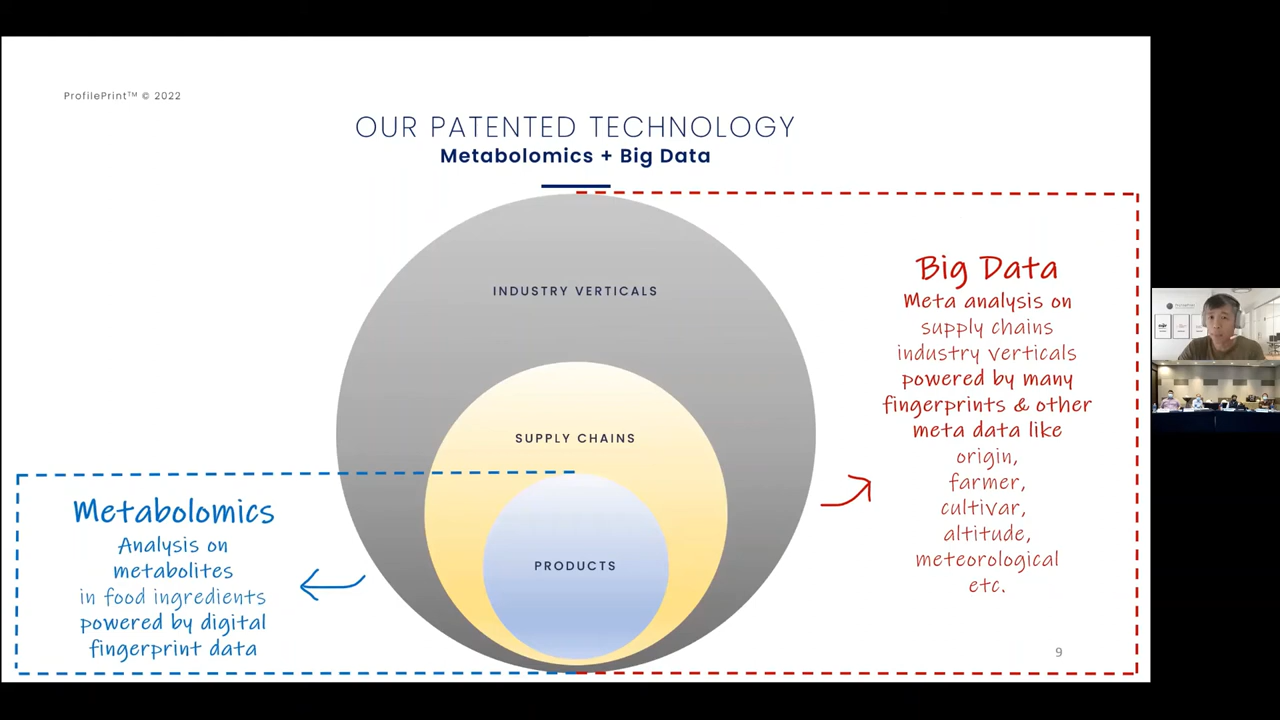 ProfilePrint™ © 2022
OUR PATENTED TECHNOLOGY
Metabolomics + Big Data
INDUSTRY VERTICALS
SUPPLY CHAINS
PRODUCTS
Metabolomics
Analysis on
metabolites
in food ingredients
powered by digital
fingerprint data
Big Data
Meta analysis on
supply chains
industry verticals
powered by many
fingerprints & other
meta data like
origin,
farmer,
cultivar,
altitude,
meteorological
etc.
9